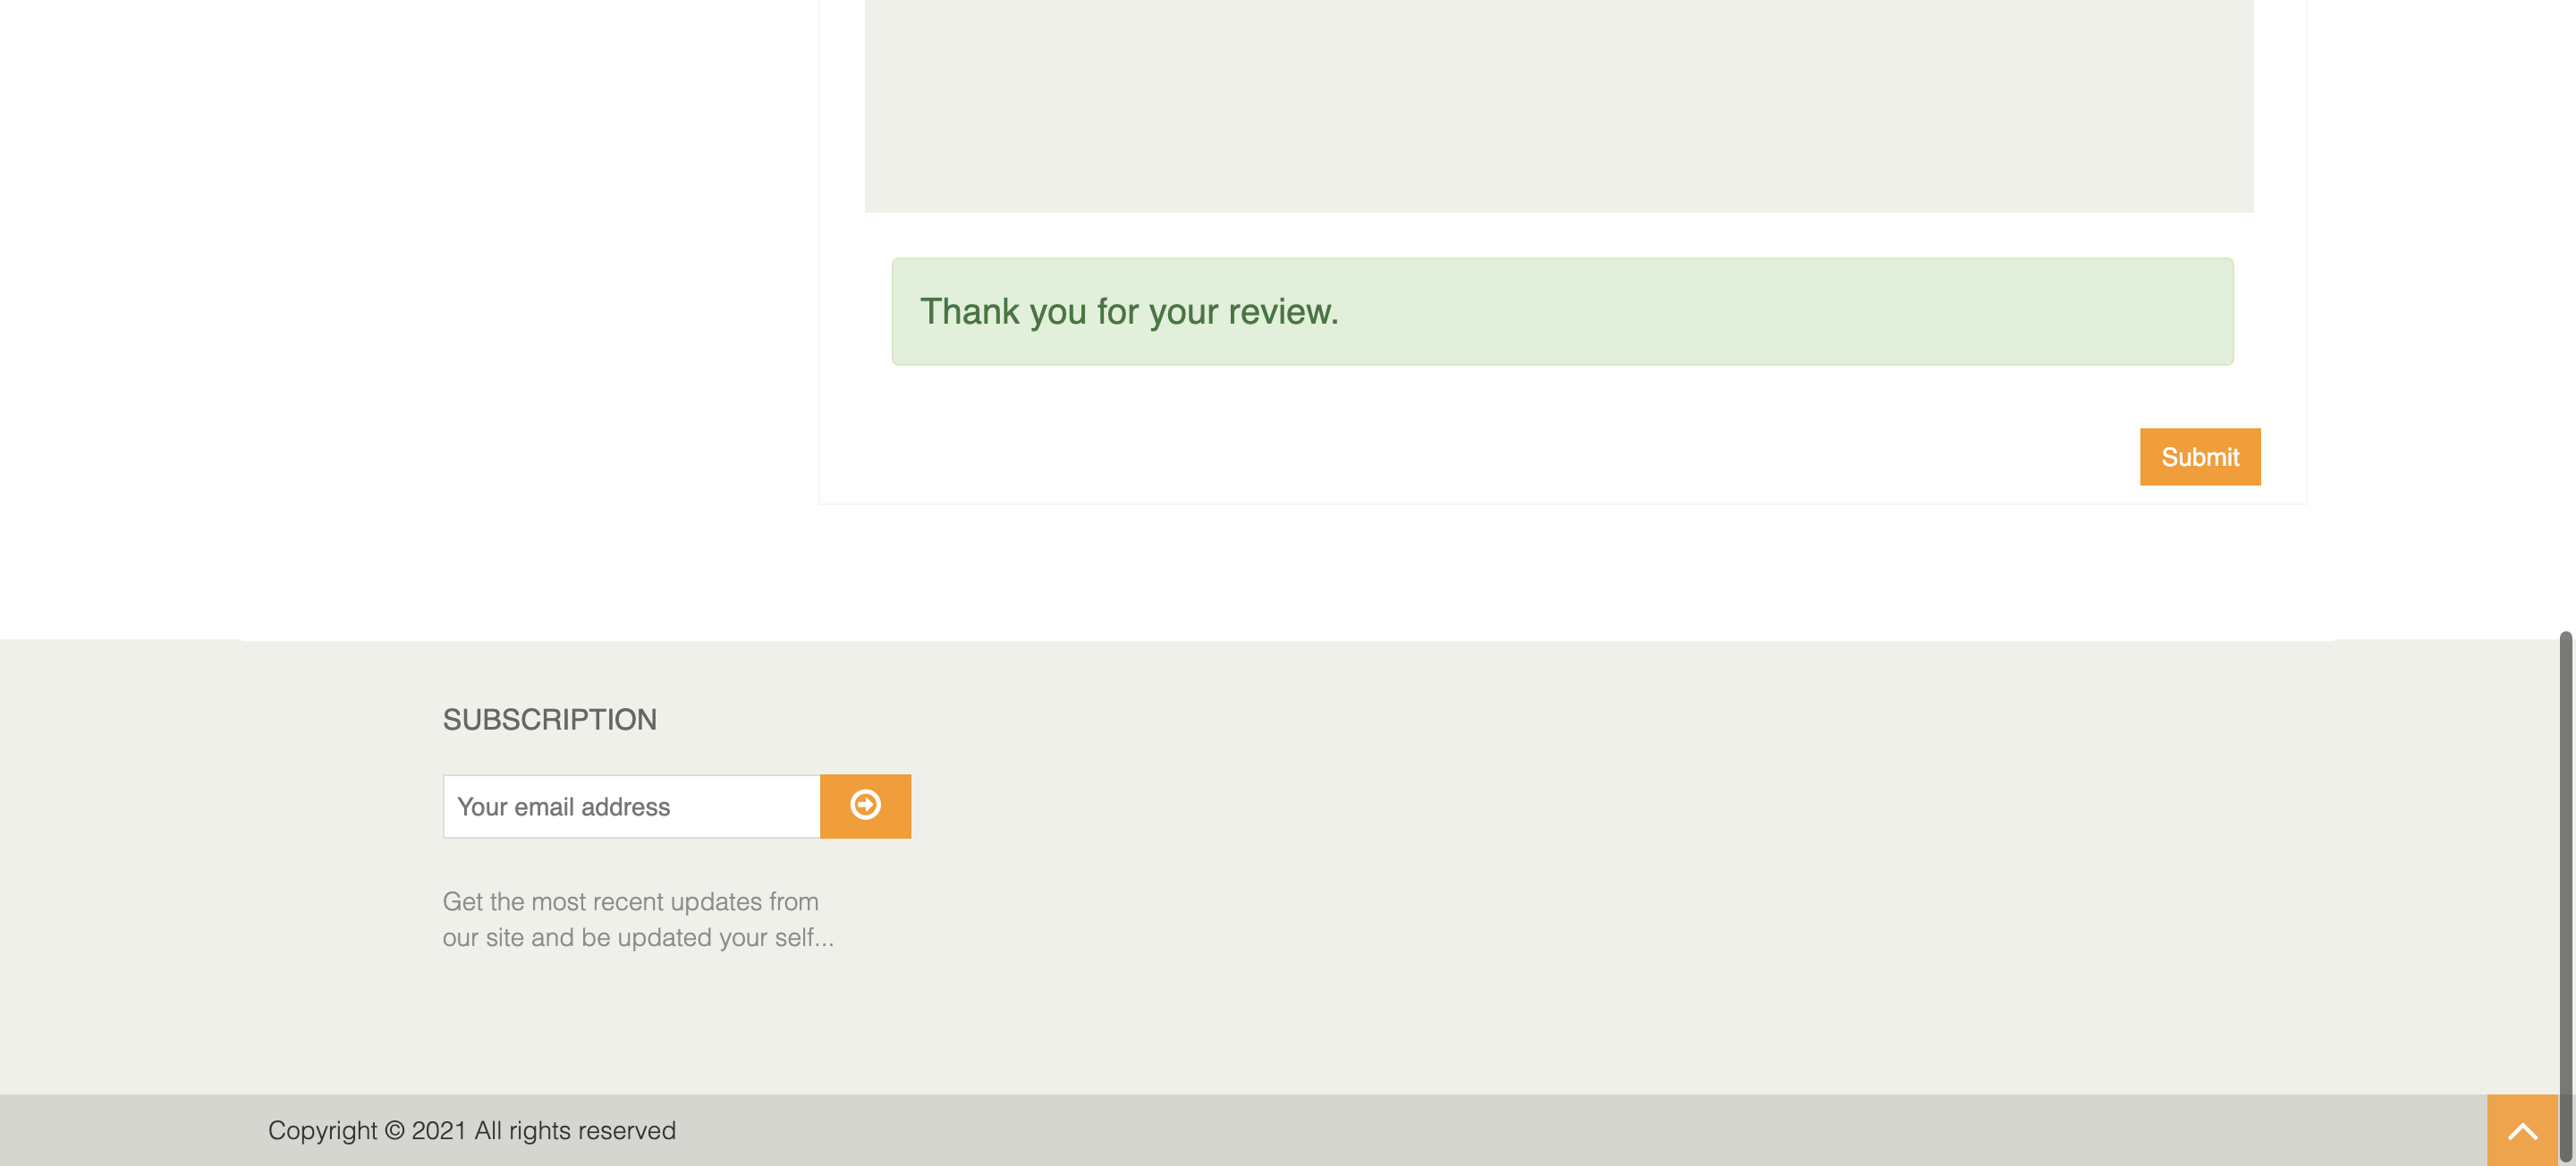 Thank you for your review.
Submit
SUBSCRIPTION
Your email address
Get the most recent updates from
our site and be updated your self...
Copyright © 2021 All rights reserved